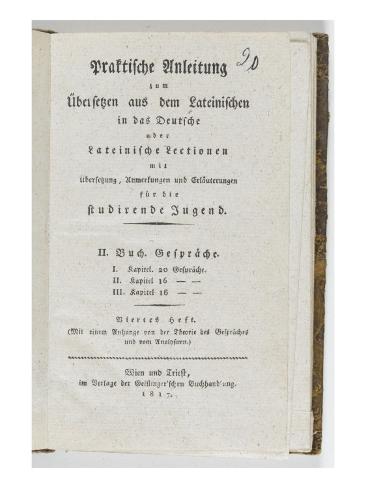 20
Praktische Anleitung
zum
Übersetzen aus dem Lateinischen
in das Deutsche
oder
Lateinische Lectionen
mit
Übersetzung, Anmerkungen und Erläuterungen
für die
studirende Jugend.
II. Buch. Gespräche.
I. Kapitel. 20 Gespräche.
II. Kapitel 16 — —
III. Kapitel 16 — —
Viertes Heft.
(Mit einem Anhange von der Theorie des Gespräches
und vom Analysiren.)
Wien und Triest,
im Verlage der Geistinger'schen Buchhandlung.
1817.